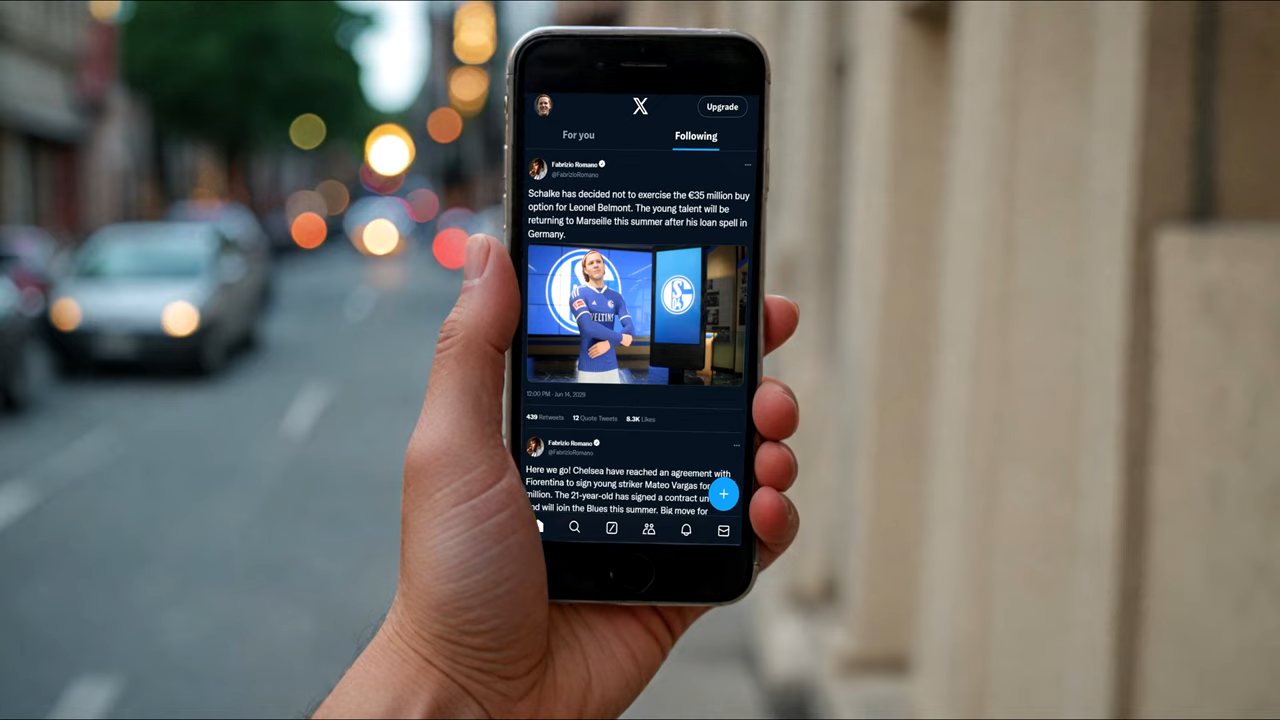 Upgrade
For you
Following
Fabrizio Romano
@FabrizioRomano
Schalke has decided not to exercise the €35 million buy
option for Leonel Belmont. The young talent will be
returning to Marseille this summer after his loan spell in
Germany.
VELTINS
12:00 PM · Jun 14, 2029
439 Retweets 12 Quote Tweets 8.3K Likes
Fabrizio Romano
@FabrizioRomano
Here we go! Chelsea have reached an agreement with
Fiorentina to sign young striker Mateo Vargas for
million. The 21-year-old has signed a contract un
nd will join the Blues this summer. Big move for